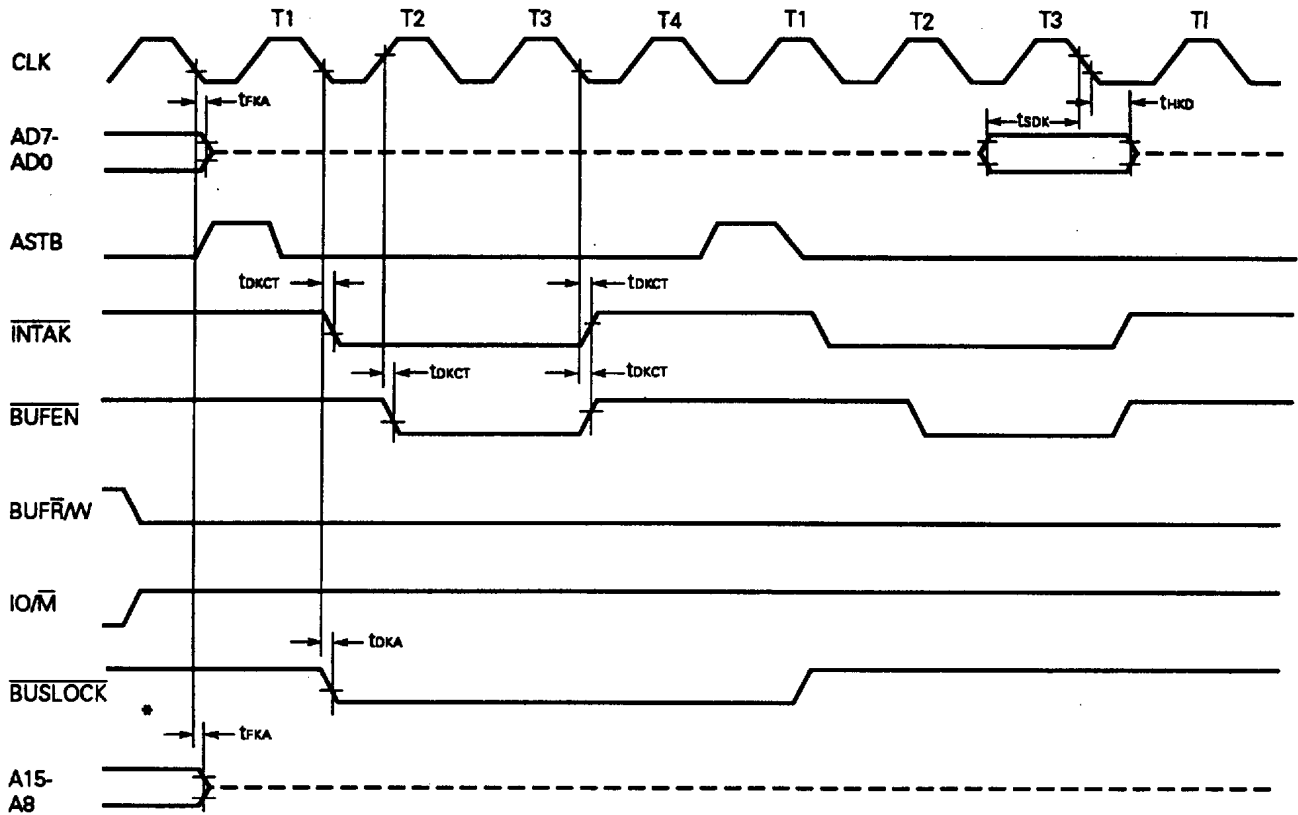 T1 T2 T3 T4 T1 T2 T3 TI
CLK
tFKA
tHKD
tSDK
AD7-
AD0
ASTB
tDKCT tDKCT
INTAK
tDKCT tDKCT
BUFEN
BUFR/W
IO/M
tDKA
BUSLOCK
*
tFKA
A15-
A8